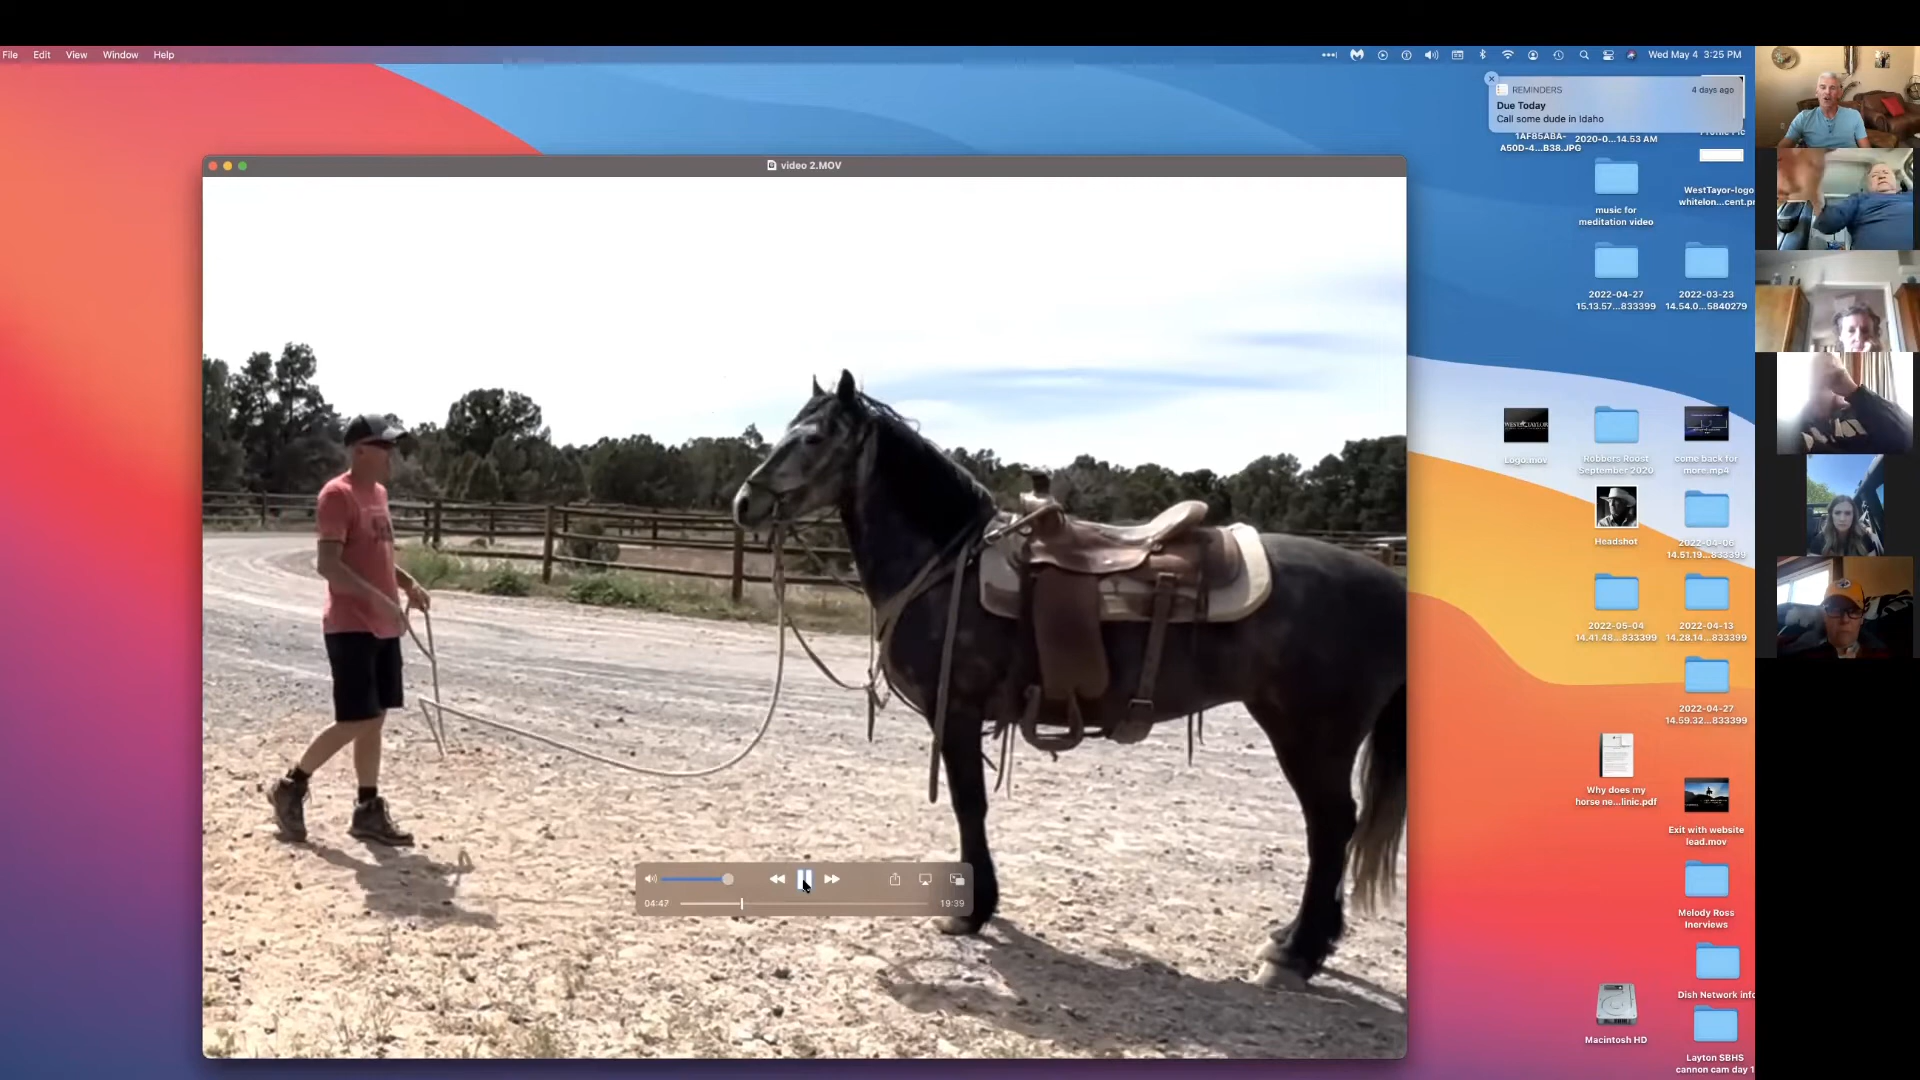 File Edit View Window Help
Wed May 4 3:25 PM
REMINDERS
4 days ago
Due Today
Call some dude in Idaho
1AF85ABA-
A50D-4...B38.JPG
2020-0...14.53 AM
video 2.MOV
music for
meditation video
WestTayor-logo
whitelon...cent.pr
2022-04-27
15.13.57...833399
2022-03-23
14.54.0...5840279
Logo.mov
Robbers Roost
September 2020
come back for
more.mp4
Headshot
2022-04-06
14.51.19...833399
2022-05-04
14.41.48...833399
2022-04-13
14.28.14...833399
2022-04-27
14.59.32...833399
Why does my
horse ne...linic.pdf
Exit with website
lead.mov
Melody Ross
Inerviews
Dish Network info
Macintosh HD
Layton SBHS
cannon cam day 1
04:47
19:39